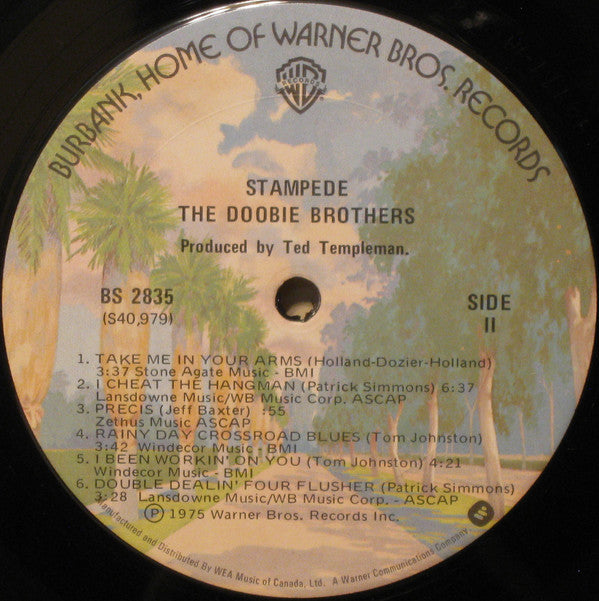 BURBANK, HOME OF WARNER BROS. RECORDS
WB
RECORDS
STAMPEDE
THE DOOBIE BROTHERS
Produced by Ted Templeman.
BS 2835
(S40,979)
SIDE
II
1. TAKE ME IN YOUR ARMS (Holland-Dozier-Holland)
3:37 Stone Agate Music - BMI
2. I CHEAT THE HANGMAN (Patrick Simmons) 6:37
Lansdowne Music/WB Music Corp. ASCAP
3. PRECIS (Jeff Baxter) :55
Zethus Music ASCAP
4. RAINY DAY CROSSROAD BLUES (Tom Johnston)
3:42 Windecor Music - BMI
5. I BEEN WORKIN' ON YOU (Tom Johnston) 4:21
Windecor Music - BMI
6. DOUBLE DEALIN' FOUR FLUSHER (Patrick Simmons)
3:28 Lansdowne Music/WB Music Corp. - ASCAP
Ⓟ 1975 Warner Bros. Records Inc.
Manufactured and Distributed By WEA Music of Canada, Ltd. A Warner Communications Company.